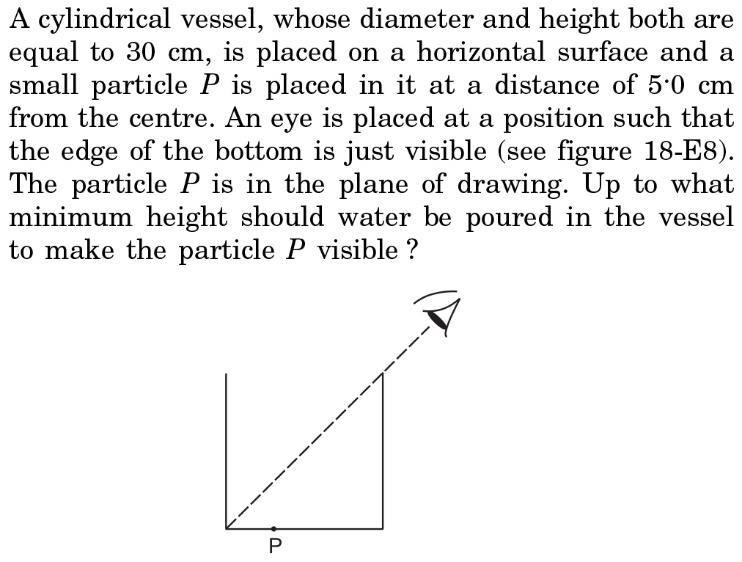 A cylindrical vessel, whose diameter and height both are
equal to 30 cm, is placed on a horizontal surface and a
small particle P is placed in it at a distance of 5·0 cm
from the centre. An eye is placed at a position such that
the edge of the bottom is just visible (see figure 18-E8).
The particle P is in the plane of drawing. Up to what
minimum height should water be poured in the vessel
to make the particle P visible ?
P